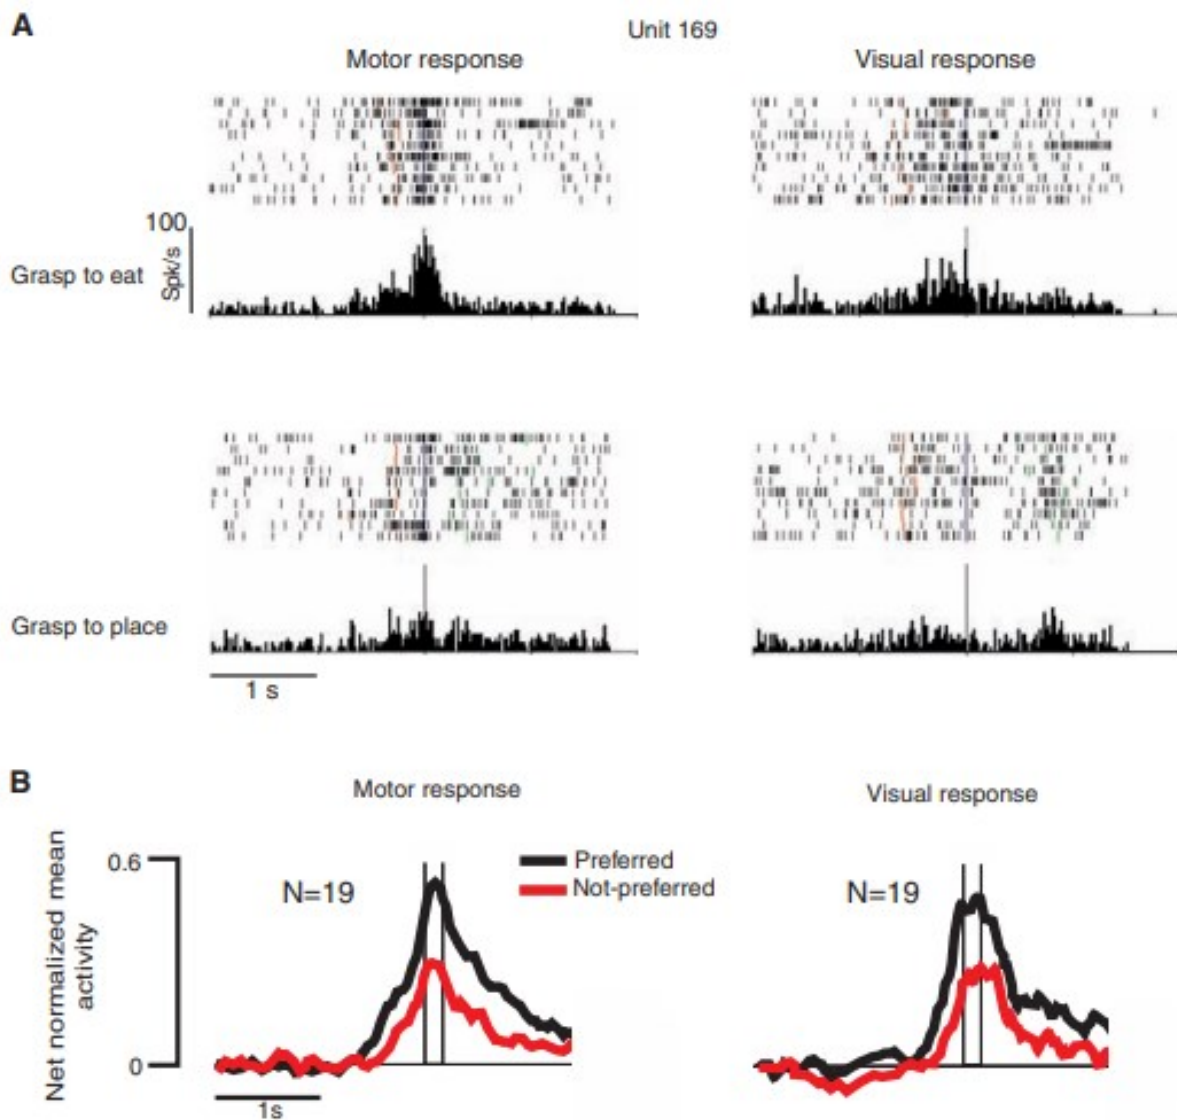 A
Unit 169
Motor response
Visual response
100
Spk/s
Grasp to eat
Grasp to place
1 s
B
Motor response
Visual response
Net normalized mean
activity
0.6
0
N=19
Preferred
Not-preferred
N=19
1s